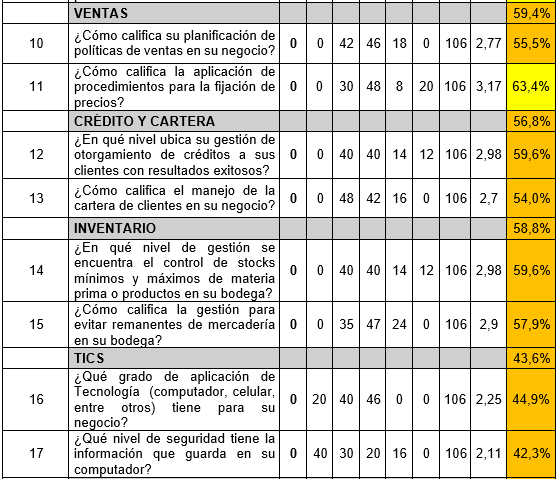 VENTAS 59,4%
10 ¿Cómo califica su planificación de políticas de ventas en su negocio? 0 0 42 46 18 0 106 2,77 55,5%
11 ¿Cómo califica la aplicación de procedimientos para la fijación de precios? 0 0 30 48 8 20 106 3,17 63,4%
CRÉDITO Y CARTERA 56,8%
12 ¿En qué nivel ubica su gestión de otorgamiento de créditos a sus clientes con resultados exitosos? 0 0 40 40 14 12 106 2,98 59,6%
13 ¿Cómo califica el manejo de la cartera de clientes en su negocio? 0 0 48 42 16 0 106 2,7 54,0%
INVENTARIO 58,8%
14 ¿En qué nivel de gestión se encuentra el control de stocks mínimos y máximos de materia prima o productos en su bodega? 0 0 40 40 14 12 106 2,98 59,6%
15 ¿Cómo califica la gestión para evitar remanentes de mercadería en su bodega? 0 0 35 47 24 0 106 2,9 57,9%
TICS 43,6%
16 ¿Qué grado de aplicación de Tecnología (computador, celular, entre otros) tiene para su negocio? 0 20 40 46 0 0 106 2,25 44,9%
17 ¿Qué nivel de seguridad tiene la información que guarda en su computador? 0 40 30 20 16 0 106 2,11 42,3%